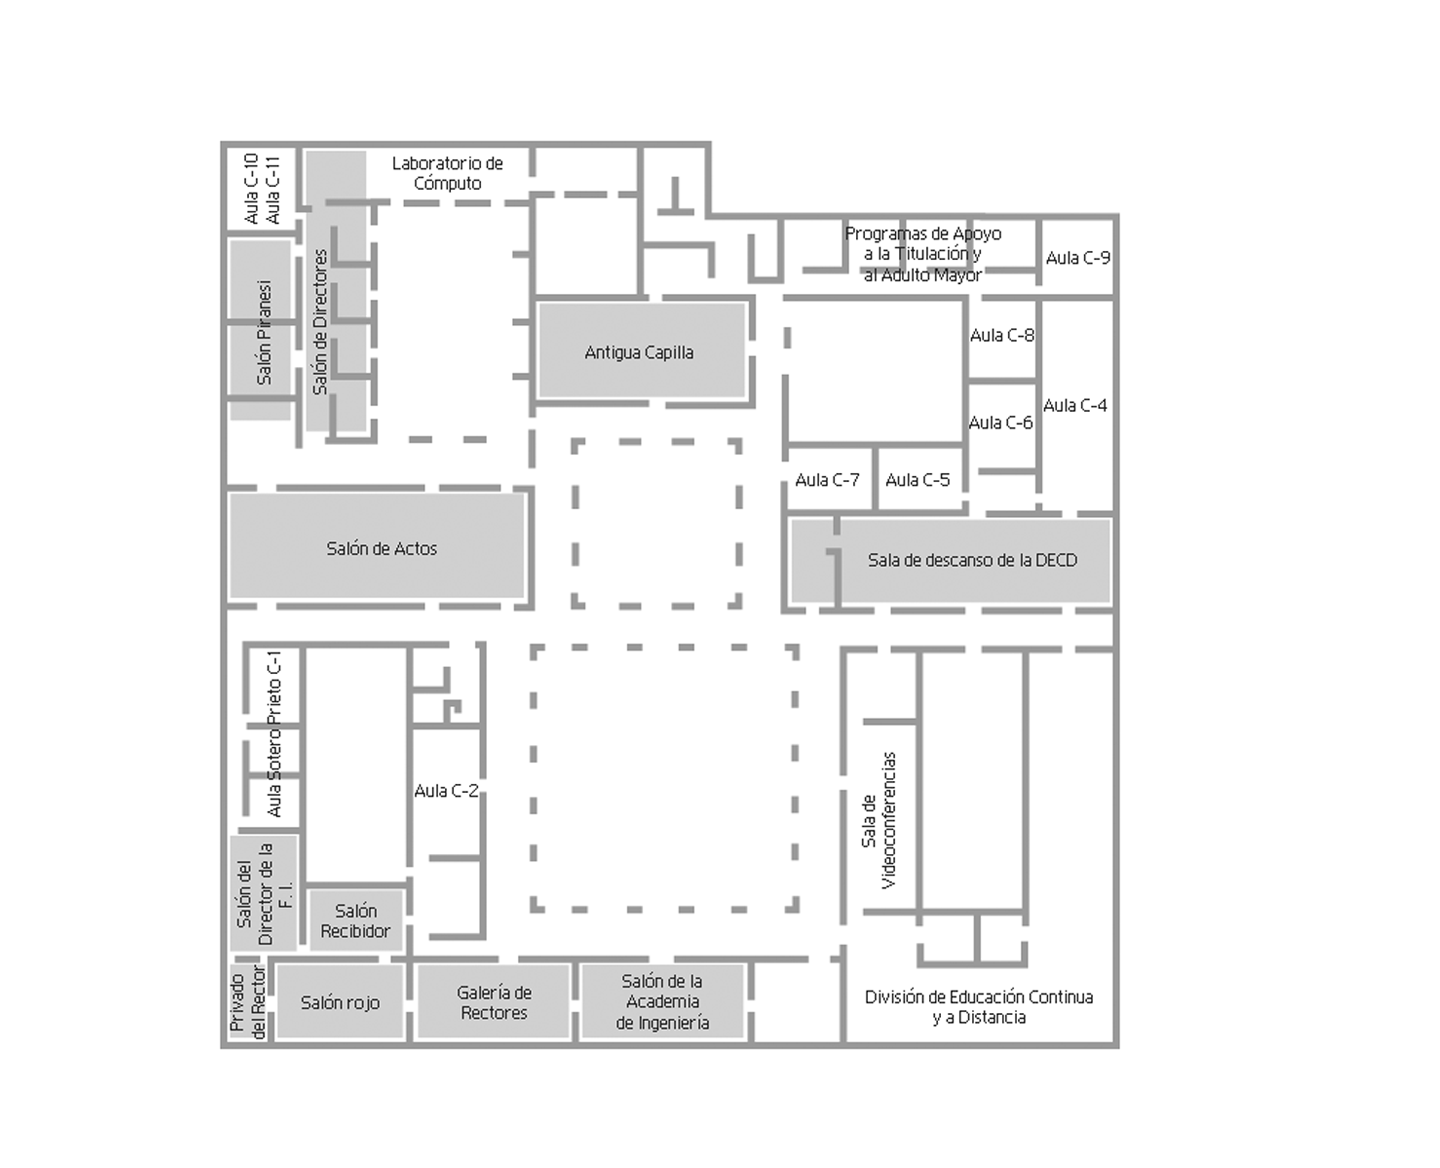 Aula C-10
Aula C-11
Laboratorio de
Cómputo
Salón Piranesi
Salón de Directores
Antigua Capilla
Programas de Apoyo
a la Titulación y
al Adulto Mayor
Aula C-9
Aula C-8
Aula C-4
Aula C-6
Aula C-7
Aula C-5
Salón de Actos
Sala de descanso de la DECD
Aula Sotero Prieto C-1
Aula C-2
Sala de
Videoconferencias
Salón del
Director de la
F. I.
Salón
Recibidor
Privado
del Rector
Salón rojo
Galería de
Rectores
Salón de la
Academia
de Ingeniería
División de Educación Continua
y a Distancia